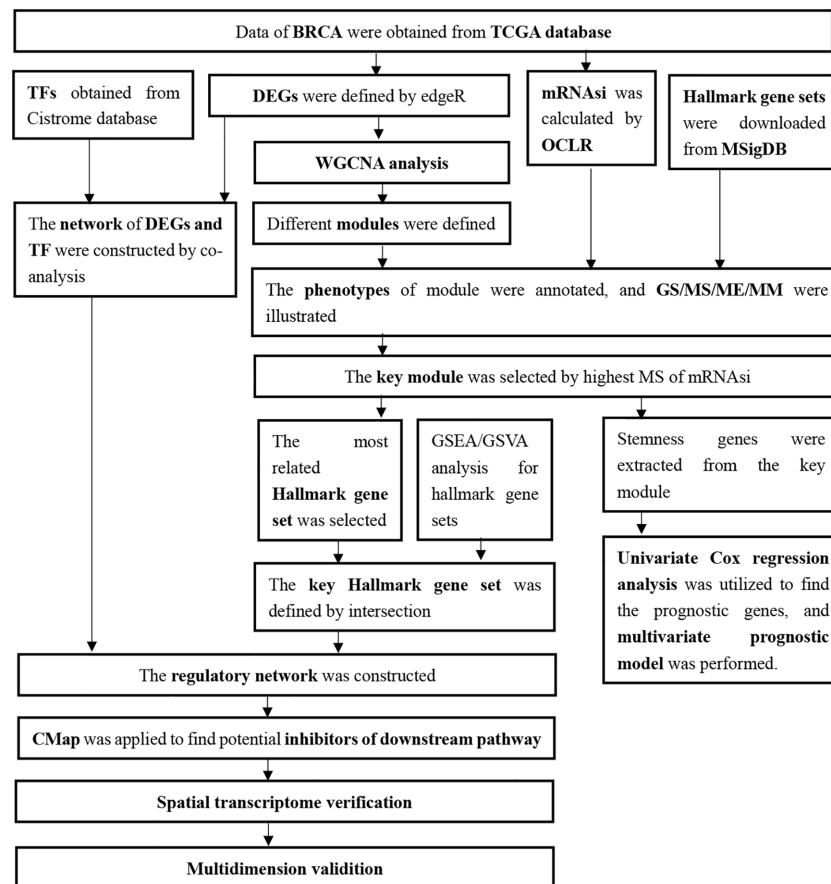 Data of BRCA were obtained from TCGA database
TFs obtained from
Cistrome database
DEGs were defined by edgeR
mRNAsi was
calculated by
OCLR
Hallmark gene sets
were downloaded
from MSigDB
WGCNA analysis
The network of DEGs and
TF were constructed by co-
analysis
Different modules were defined
The phenotypes of module were annotated, and GS/MS/ME/MM were
illustrated
The key module was selected by highest MS of mRNAsi
The most
related
Hallmark gene
set was selected
GSEA/GSVA
analysis for
hallmark gene
sets
Stemness genes were
extracted from the key
module
The key Hallmark gene set was
defined by intersection
Univariate Cox regression
analysis was utilized to find
the prognostic genes, and
multivariate prognostic
model was performed.
The regulatory network was constructed
CMap was applied to find potential inhibitors of downstream pathway
Spatial transcriptome verification
Multidimension validition